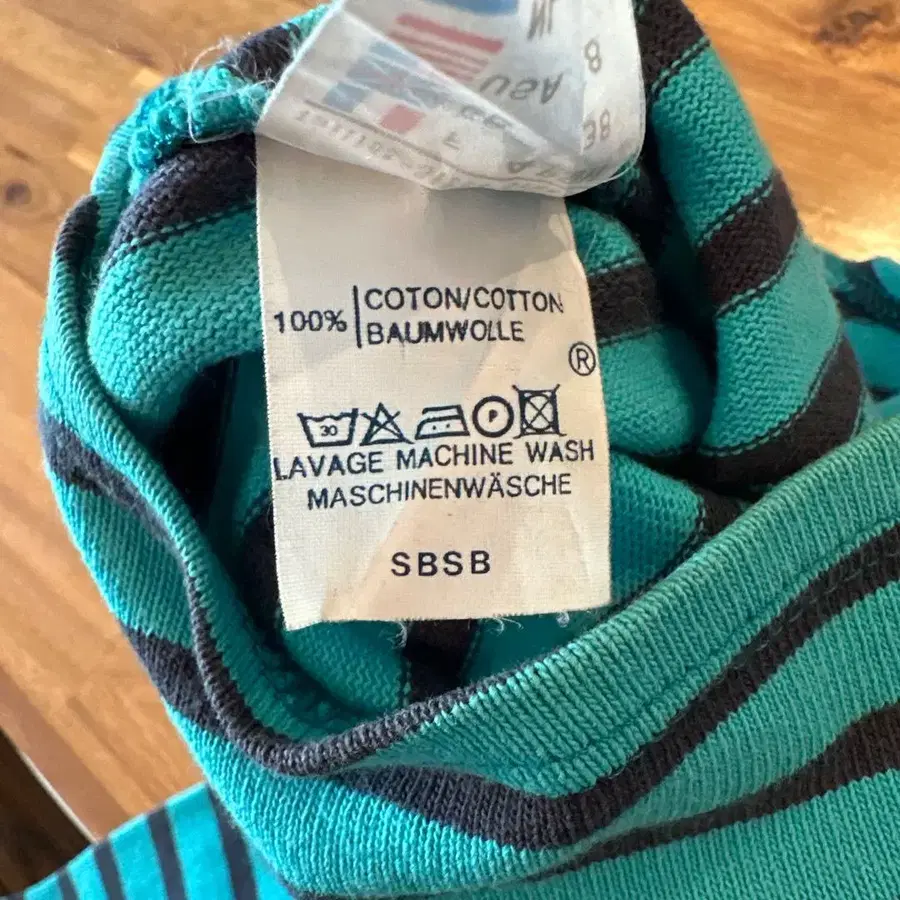 100% COTON/COTTON
BAUMWOLLE
®
30 P
LAVAGE MACHINE WASH
MASCHINENWÄSCHE
SBSB